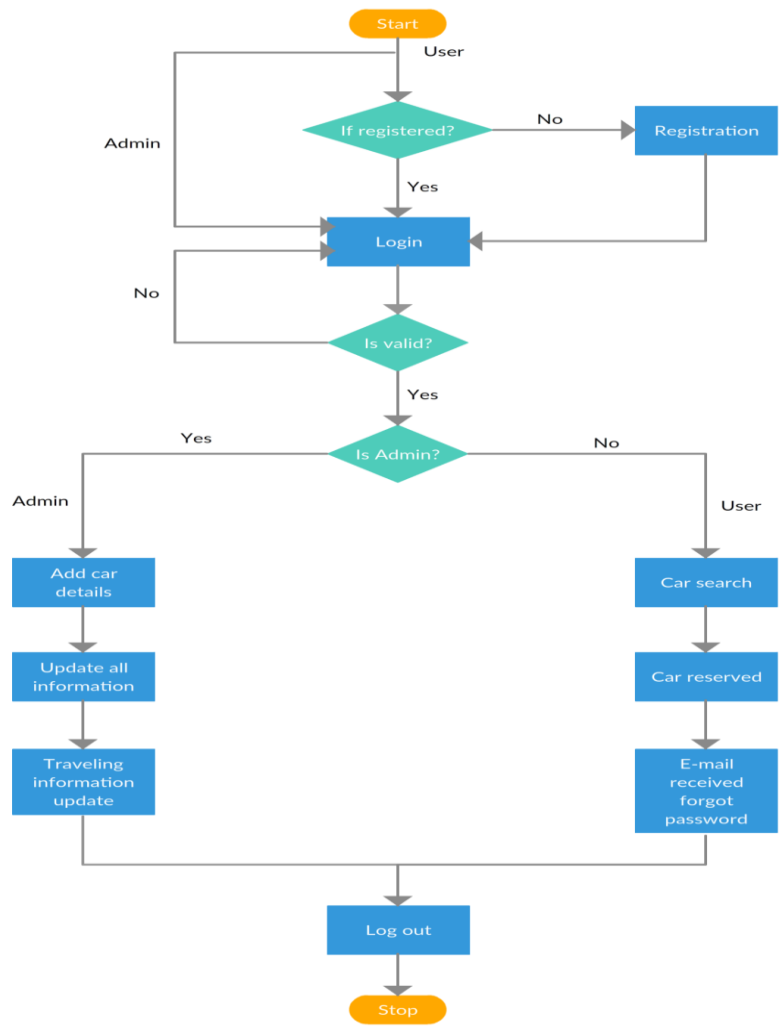 Start
User
Admin
If registered?
No
Registration
Yes
Login
No
Is valid?
Yes
Yes
Is Admin?
No
Admin
User
Add car
details
Car search
Update all
information
Car reserved
Traveling
information
update
E-mail
received
forgot
password
Log out
Stop